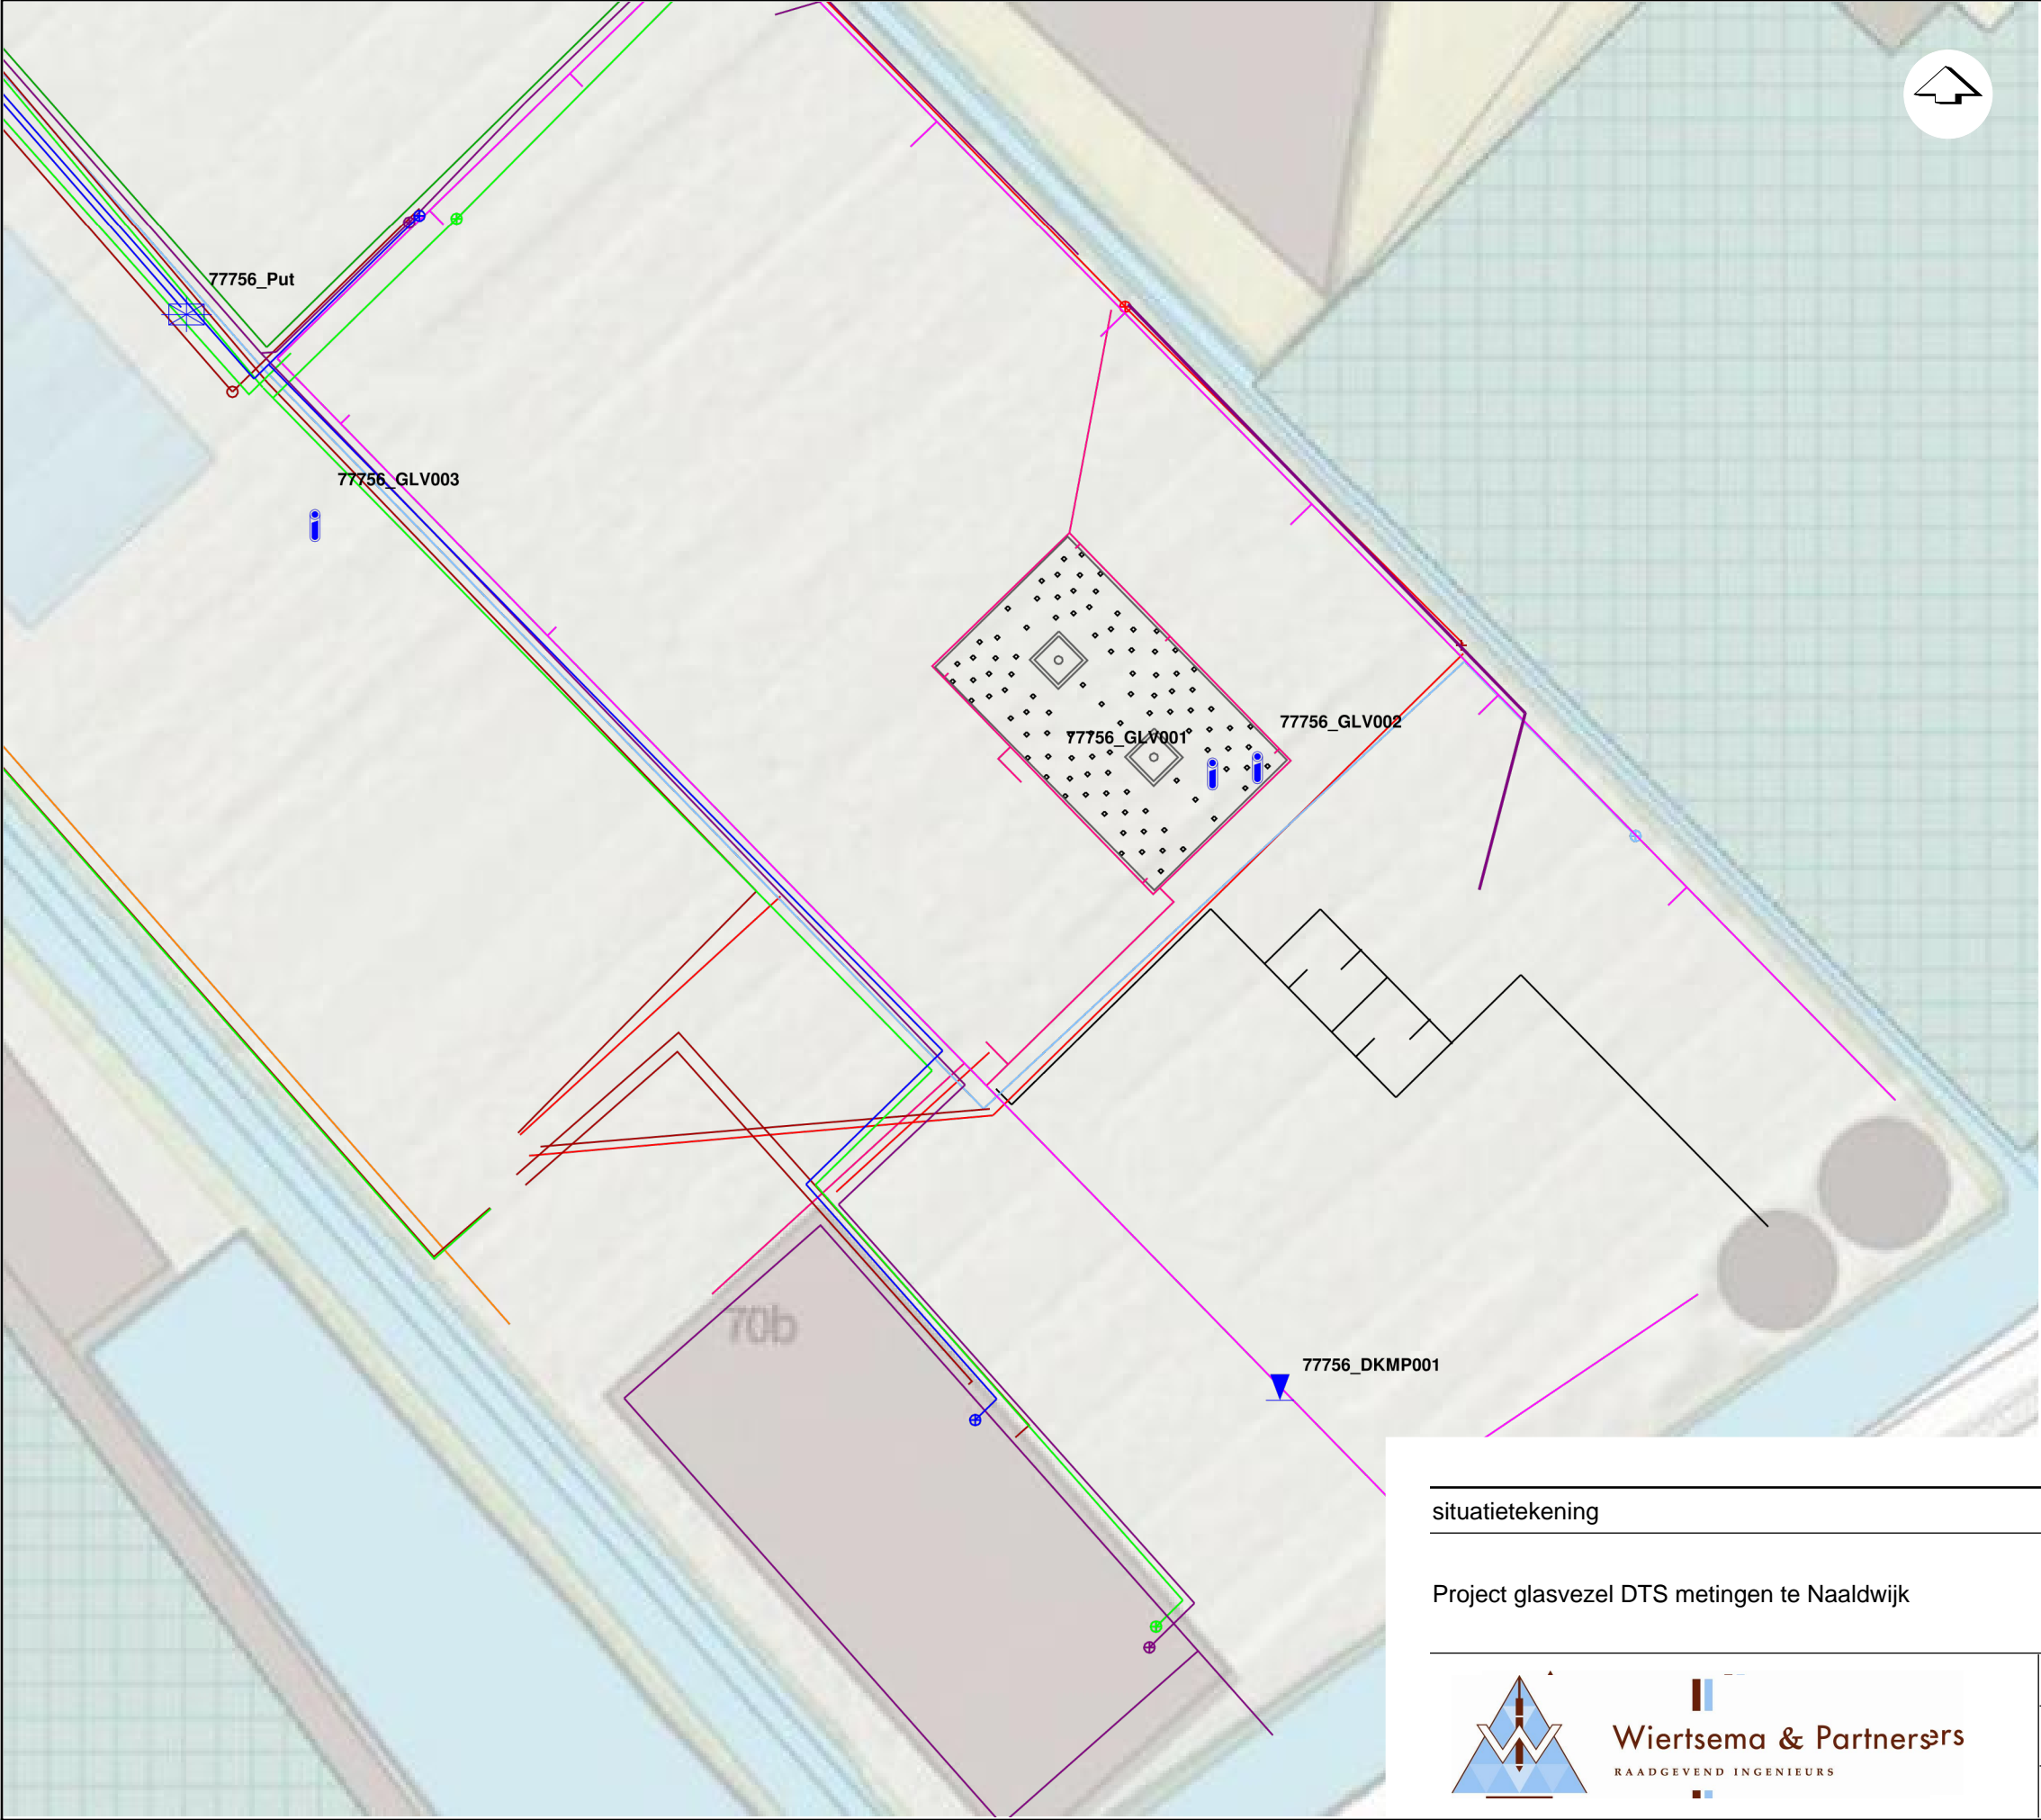 77756_Put
77756_GLV003
77756_GLV002
77756_GLV001
70b
77756_DKMP001
situatietekening
Project glasvezel DTS metingen te Naaldwijk
Wiertsema & Partners
RAADGEVEND INGENIEURS